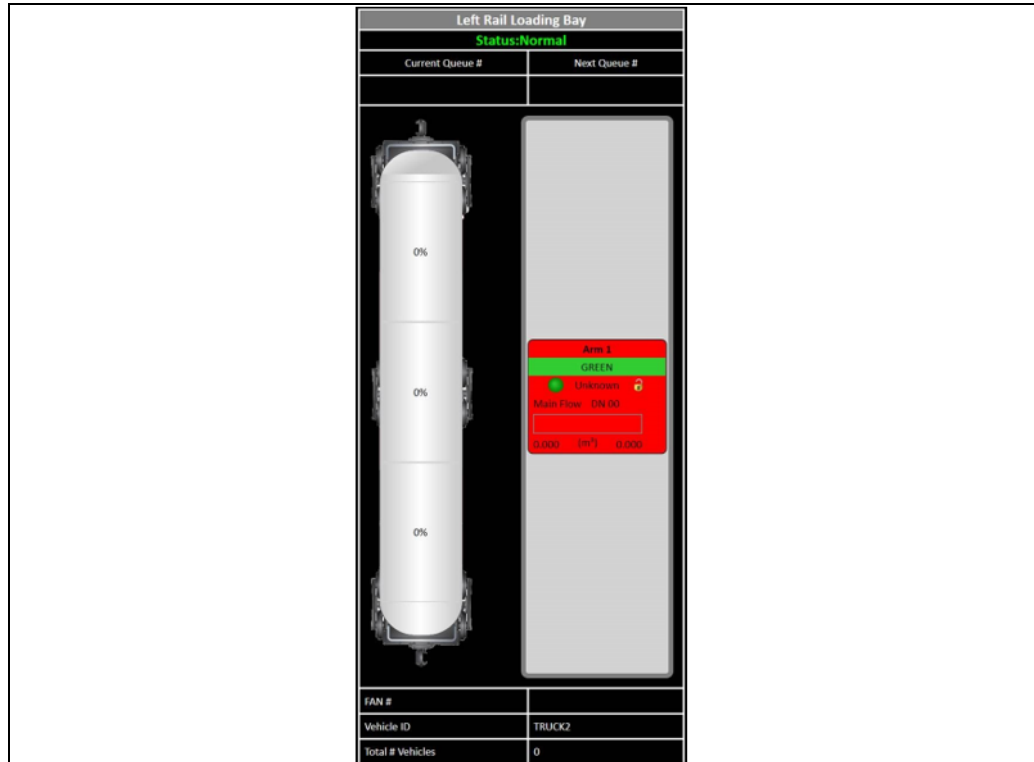 Left Rail Loading Bay
Status:Normal
Current Queue # Next Queue #
0%
0%
0%
Arm 1
GREEN
Unknown
Main Flow DN 00
0.000 [m³] 0.000
FAN #
Vehicle ID TRUCK2
Total # Vehicles 0